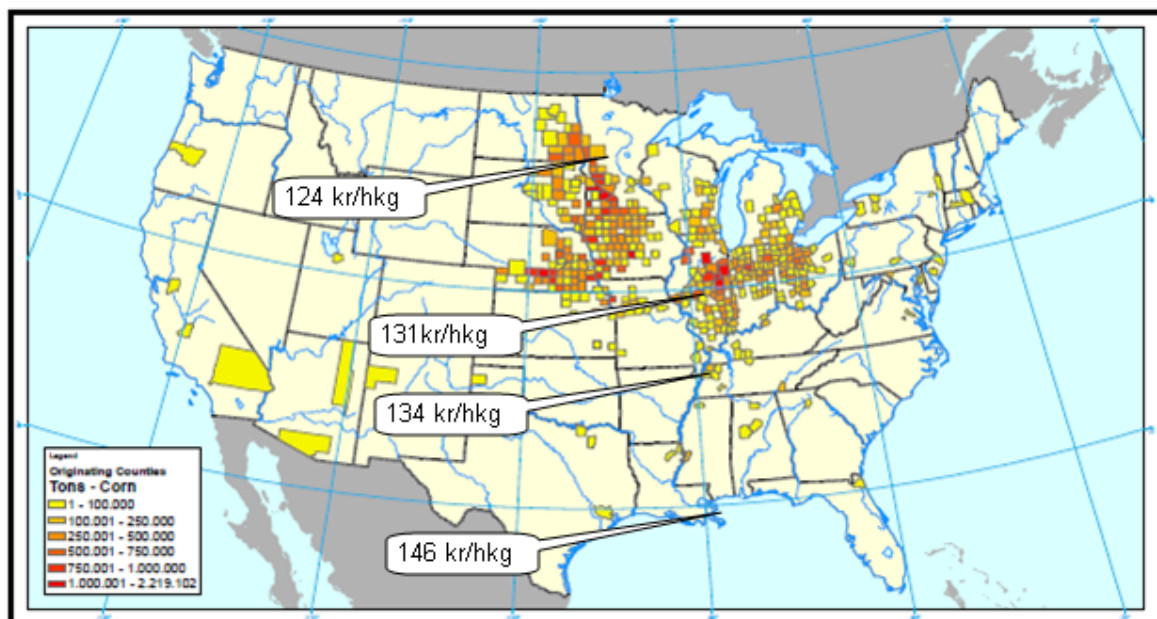 124 kr/hkg
131kr/hkg
134 kr/hkg
146 kr/hkg
Legend
Originating Counties
Tons - Corn
1 - 100.000
100.001 - 250.000
250.001 - 500.000
500.001 - 750.000
750.001 - 1.000.000
1.000.001 - 2.219.102